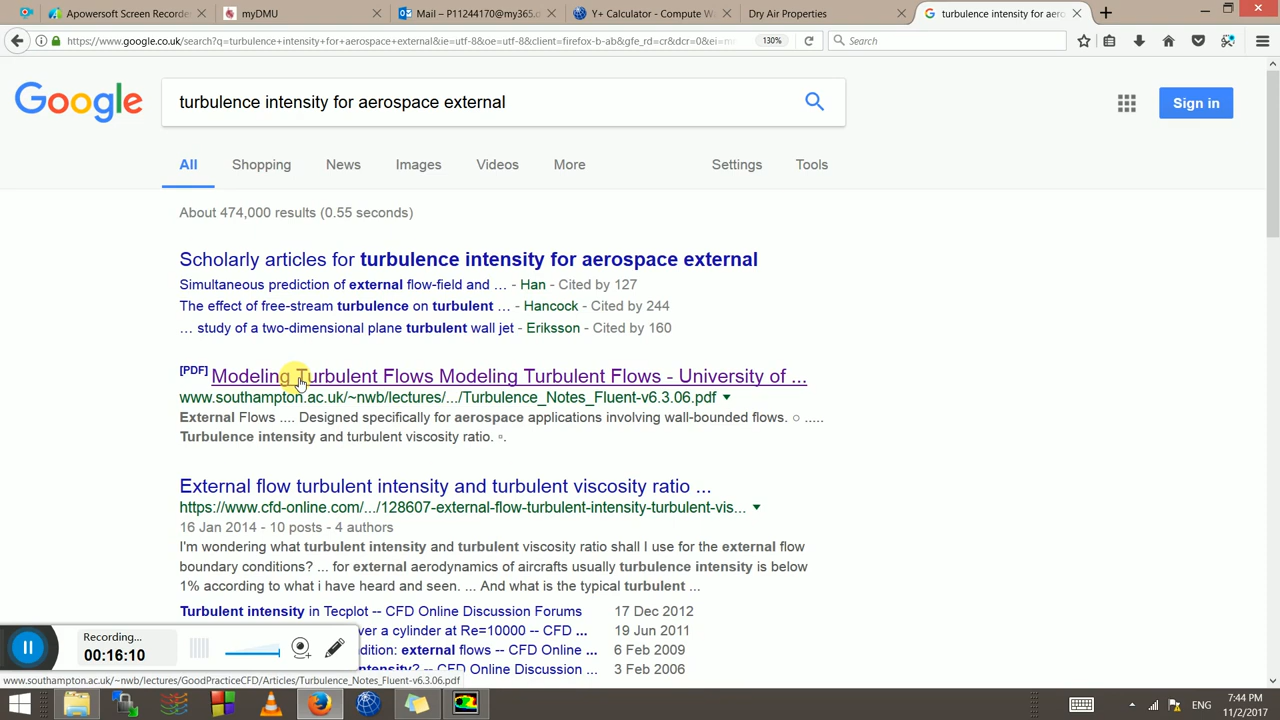 Apowersoft Screen Recorder
myDMU
Mail – P11244170@my365.d
Y+ Calculator - Compute W
Dry Air Properties
turbulence intensity for aero
https://www.google.co.uk/search?q=turbulence+intensity+for+aerospace+external&ie=utf-8&oe=utf-8&client=firefox-b-ab&gfe_rd=cr&dcr=0&ei=m
130%
Search
Google
turbulence intensity for aerospace external
Sign in
All
Shopping
News
Images
Videos
More
Settings
Tools
About 474,000 results (0.55 seconds)
Scholarly articles for turbulence intensity for aerospace external
Simultaneous prediction of external flow-field and ... - Han - Cited by 127
The effect of free-stream turbulence on turbulent ... - Hancock - Cited by 244
... study of a two-dimensional plane turbulent wall jet - Eriksson - Cited by 160
[PDF] Modeling Turbulent Flows Modeling Turbulent Flows - University of ...
www.southampton.ac.uk/~nwb/lectures/.../Turbulence_Notes_Fluent-v6.3.06.pdf
External Flows .... Designed specifically for aerospace applications involving wall-bounded flows. ○ .....
Turbulence intensity and turbulent viscosity ratio. ▫.
External flow turbulent intensity and turbulent viscosity ratio ...
https://www.cfd-online.com/.../128607-external-flow-turbulent-intensity-turbulent-vis...
16 Jan 2014 - 10 posts - 4 authors
I'm wondering what turbulent intensity and turbulent viscosity ratio shall I use for the external flow
boundary conditions? ... for external aerodynamics of aircrafts usually turbulence intensity is below
1% according to what i have heard and seen. ... And what is the typical turbulent ...
Turbulent intensity in Tecplot -- CFD Online Discussion Forums
17 Dec 2012
ver a cylinder at Re=10000 -- CFD ...
19 Jun 2011
dition: external flows -- CFD Online ...
6 Feb 2009
ntensity? -- CFD Online Discussion ...
3 Feb 2006
Recording...
00:16:10
www.southampton.ac.uk/~nwb/lectures/GoodPracticeCFD/Articles/Turbulence_Notes_Fluent-v6.3.06.pdf
ENG
7:44 PM
11/2/2017